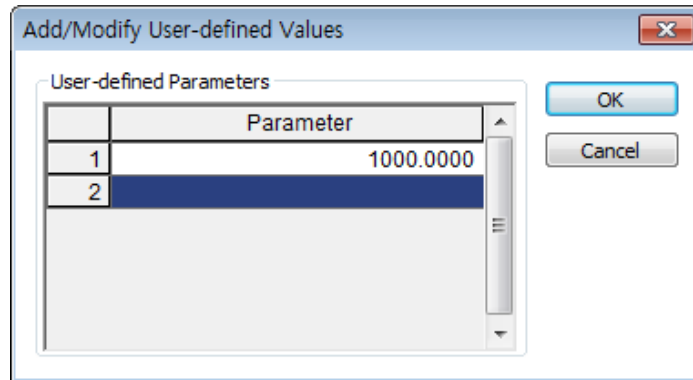 Add/Modify User-defined Values
User-defined Parameters
Parameter
1 1000.0000
2
OK
Cancel